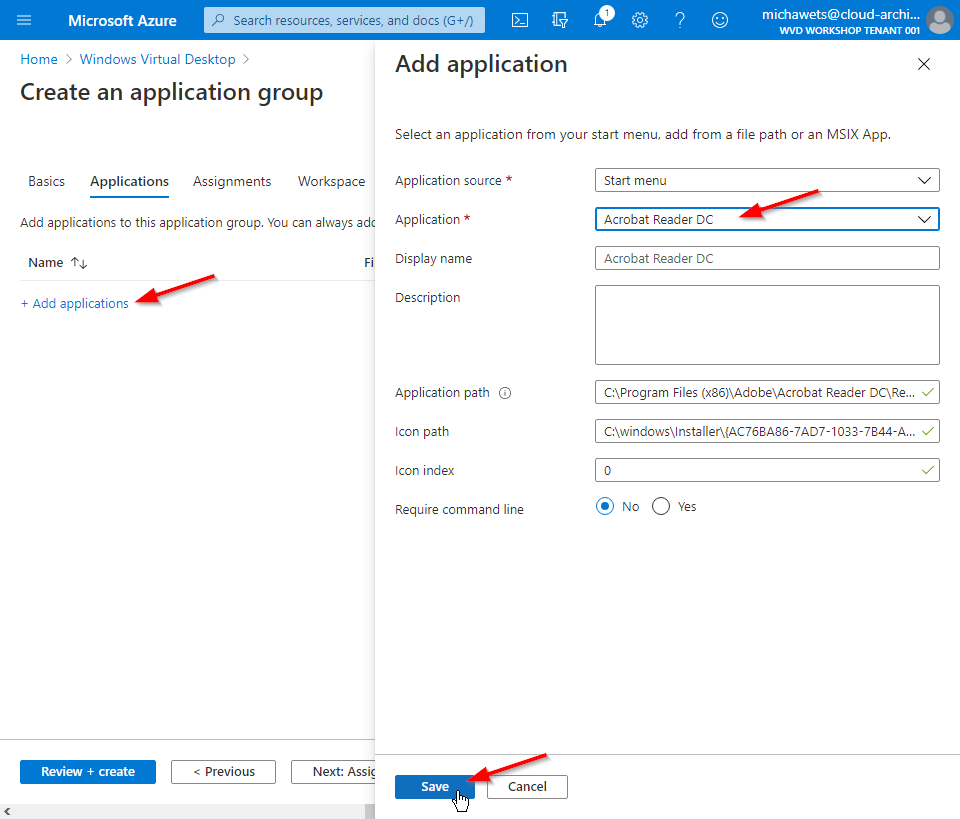 Microsoft Azure
Search resources, services, and docs (G+/)
1
michawets@cloud-archi...
WVD WORKSHOP TENANT 001
Home > Windows Virtual Desktop >
Create an application group
Basics Applications Assignments Workspace
Add applications to this application group. You can always add
Name ↑↓ Fi
+ Add applications
Review + create
< Previous
Next: Assig
Add application
Select an application from your start menu, add from a file path or an MSIX App.
Application source *
Start menu
Application *
Acrobat Reader DC
Display name
Acrobat Reader DC
Description
Application path
C:\Program Files (x86)\Adobe\Acrobat Reader DC\Re...
Icon path
C:\windows\Installer\{AC76BA86-7AD7-1033-7B44-A...
Icon index
0
Require command line
No Yes
Save
Cancel